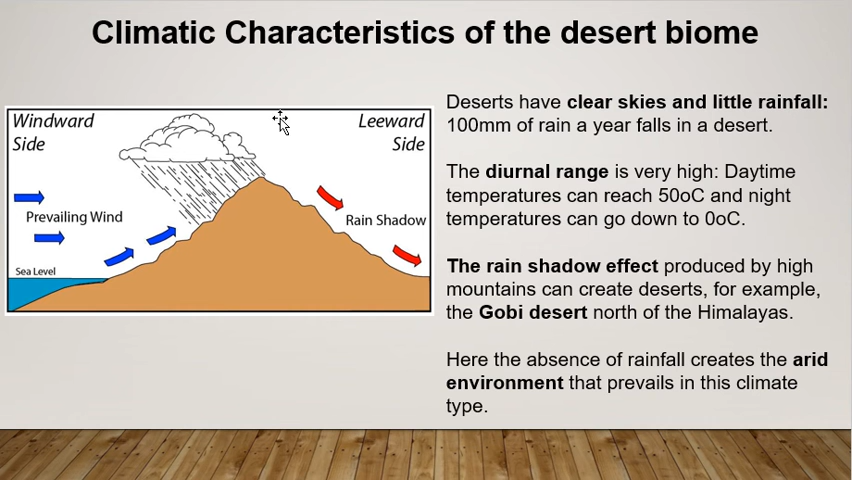 Climatic Characteristics of the desert biome
Windward
Side
Leeward
Side
Prevailing Wind
Rain Shadow
Sea Level
Deserts have clear skies and little rainfall:
100mm of rain a year falls in a desert.
The diurnal range is very high: Daytime
temperatures can reach 50oC and night
temperatures can go down to 0oC.
The rain shadow effect produced by high
mountains can create deserts, for example,
the Gobi desert north of the Himalayas.
Here the absence of rainfall creates the arid
environment that prevails in this climate
type.